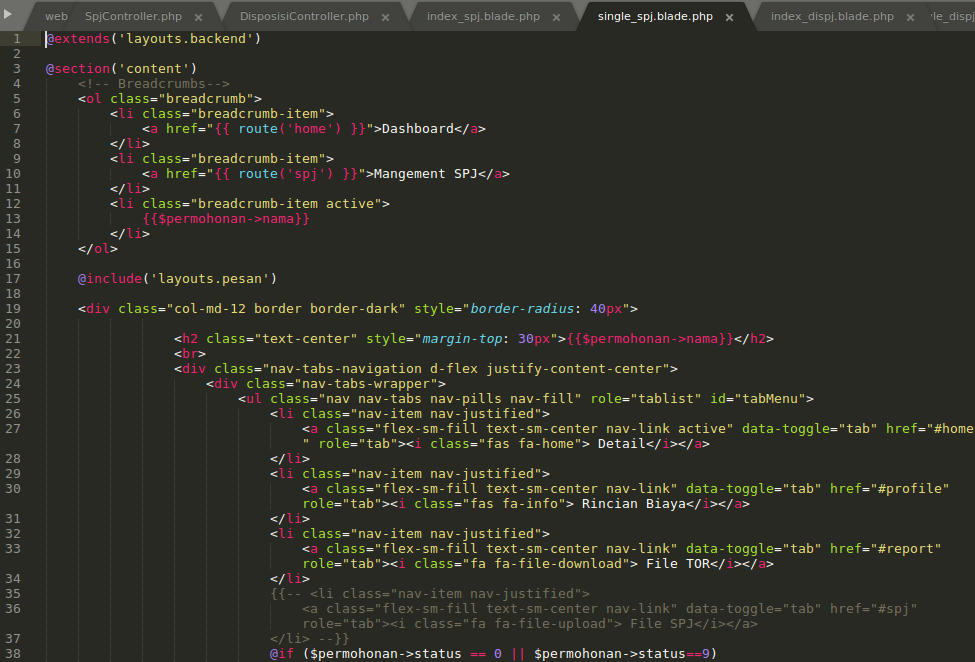 web SpjController.php × DisposisiController.php × index_spj.blade.php × single_spj.blade.php × index_dispj.blade.php × le_dispj
1 @extends('layouts.backend')
2
3 @section('content')
4 <!-- Breadcrumbs-->
5 <ol class="breadcrumb">
6 <li class="breadcrumb-item">
7 <a href="{{ route('home') }}">Dashboard</a>
8 </li>
9 <li class="breadcrumb-item">
10 <a href="{{ route('spj') }}">Mangement SPJ</a>
11 </li>
12 <li class="breadcrumb-item active">
13 {{$permohonan->nama}}
14 </li>
15 </ol>
16
17 @include('layouts.pesan')
18
19 <div class="col-md-12 border border-dark" style="border-radius: 40px">
20
21 <h2 class="text-center" style="margin-top: 30px">{{$permohonan->nama}}</h2>
22 <br>
23 <div class="nav-tabs-navigation d-flex justify-content-center">
24 <div class="nav-tabs-wrapper">
25 <ul class="nav nav-tabs nav-pills nav-fill" role="tablist" id="tabMenu">
26 <li class="nav-item nav-justified">
27 <a class="flex-sm-fill text-sm-center nav-link active" data-toggle="tab" href="#home
" role="tab"><i class="fas fa-home"> Detail</i></a>
28 </li>
29 <li class="nav-item nav-justified">
30 <a class="flex-sm-fill text-sm-center nav-link" data-toggle="tab" href="#profile"
role="tab"><i class="fas fa-info"> Rincian Biaya</i></a>
31 </li>
32 <li class="nav-item nav-justified">
33 <a class="flex-sm-fill text-sm-center nav-link" data-toggle="tab" href="#report"
role="tab"><i class="fa fa-file-download"> File TOR</i></a>
34 </li>
35 {{-- <li class="nav-item nav-justified">
36 <a class="flex-sm-fill text-sm-center nav-link" data-toggle="tab" href="#spj"
role="tab"><i class="fa fa-file-upload"> File SPJ</i></a>
37 </li> --}}
38 @if ($permohonan->status == 0 || $permohonan->status==9)